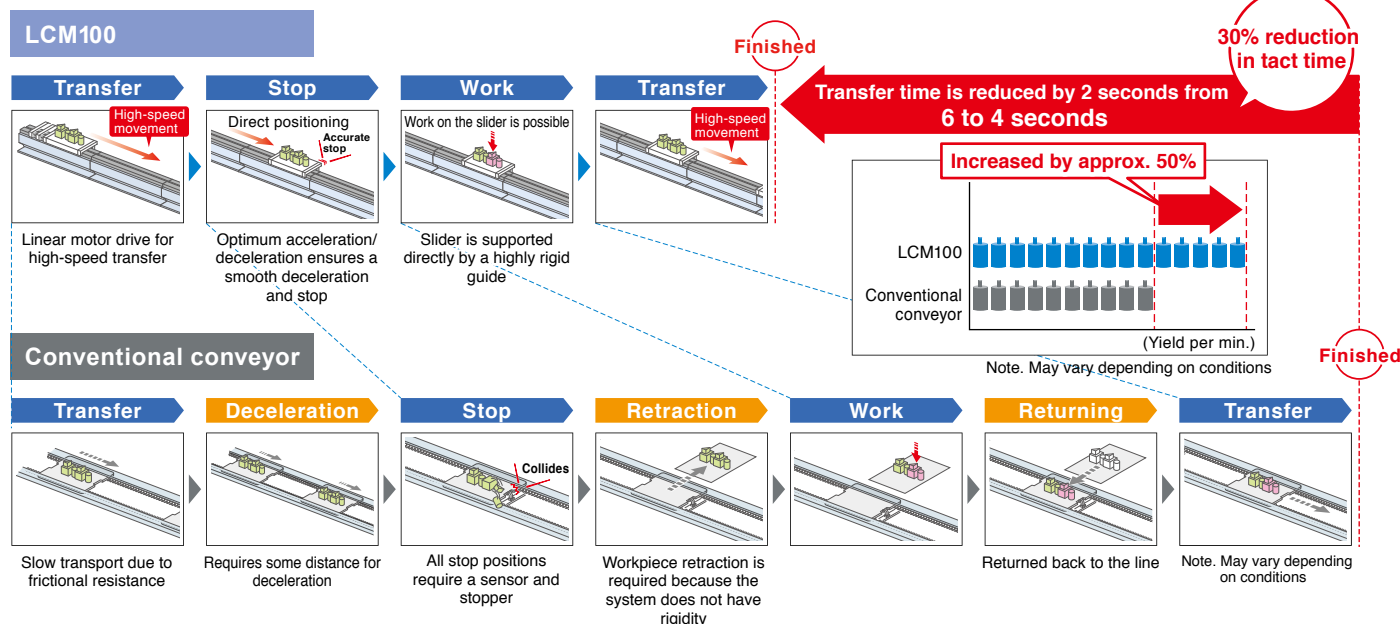 LCM100
Transfer
Stop
Work
Transfer
Finished
High-speed
movement
Direct positioning
Accurate
stop
Work on the slider is possible
High-speed
movement
Linear motor drive for
high-speed transfer
Optimum acceleration/
deceleration ensures a
smooth deceleration
and stop
Slider is supported
directly by a highly rigid
guide
30% reduction
in tact time
Transfer time is reduced by 2 seconds from
6 to 4 seconds
Increased by approx. 50%
LCM100
Conventional
conveyor
(Yield per min.)
Note. May vary depending on conditions
Finished
Conventional conveyor
Transfer
Deceleration
Stop
Retraction
Work
Returning
Transfer
Collides
Slow transport due to
frictional resistance
Requires some distance for
deceleration
All stop positions
require a sensor and
stopper
Workpiece retraction is
required because the
system does not have
rigidity
Returned back to the line
Note. May vary depending
on conditions